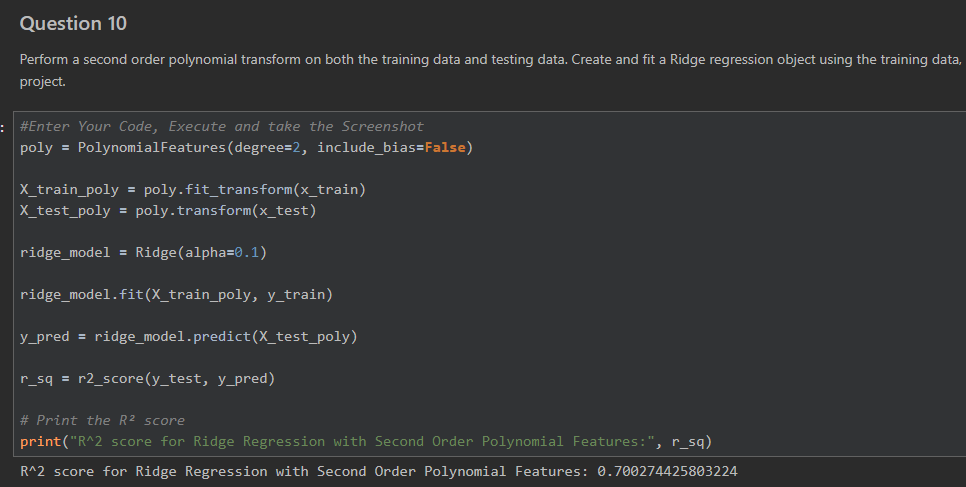 Question 10
Perform a second order polynomial transform on both the training data and testing data. Create and fit a Ridge regression object using the training data,
project.
:
#Enter Your Code, Execute and take the Screenshot
poly = PolynomialFeatures(degree=2, include_bias=False)
X_train_poly = poly.fit_transform(x_train)
X_test_poly = poly.transform(x_test)
ridge_model = Ridge(alpha=0.1)
ridge_model.fit(X_train_poly, y_train)
y_pred = ridge_model.predict(X_test_poly)
r_sq = r2_score(y_test, y_pred)
# Print the R² score
print("R^2 score for Ridge Regression with Second Order Polynomial Features:", r_sq)
R^2 score for Ridge Regression with Second Order Polynomial Features: 0.700274425803224